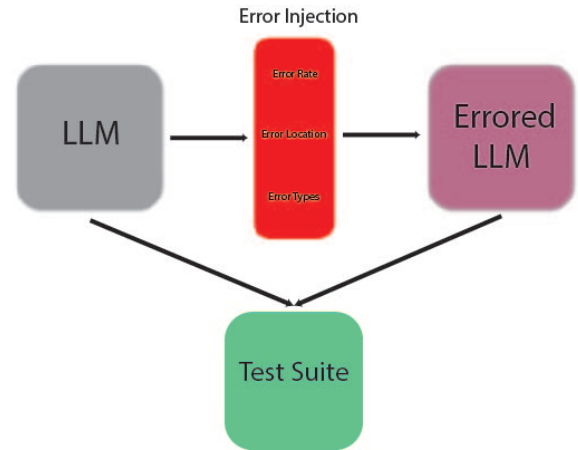 Error Injection
Error Rate
LLM
Error Location
Errored
LLM
Error Types
Test Suite